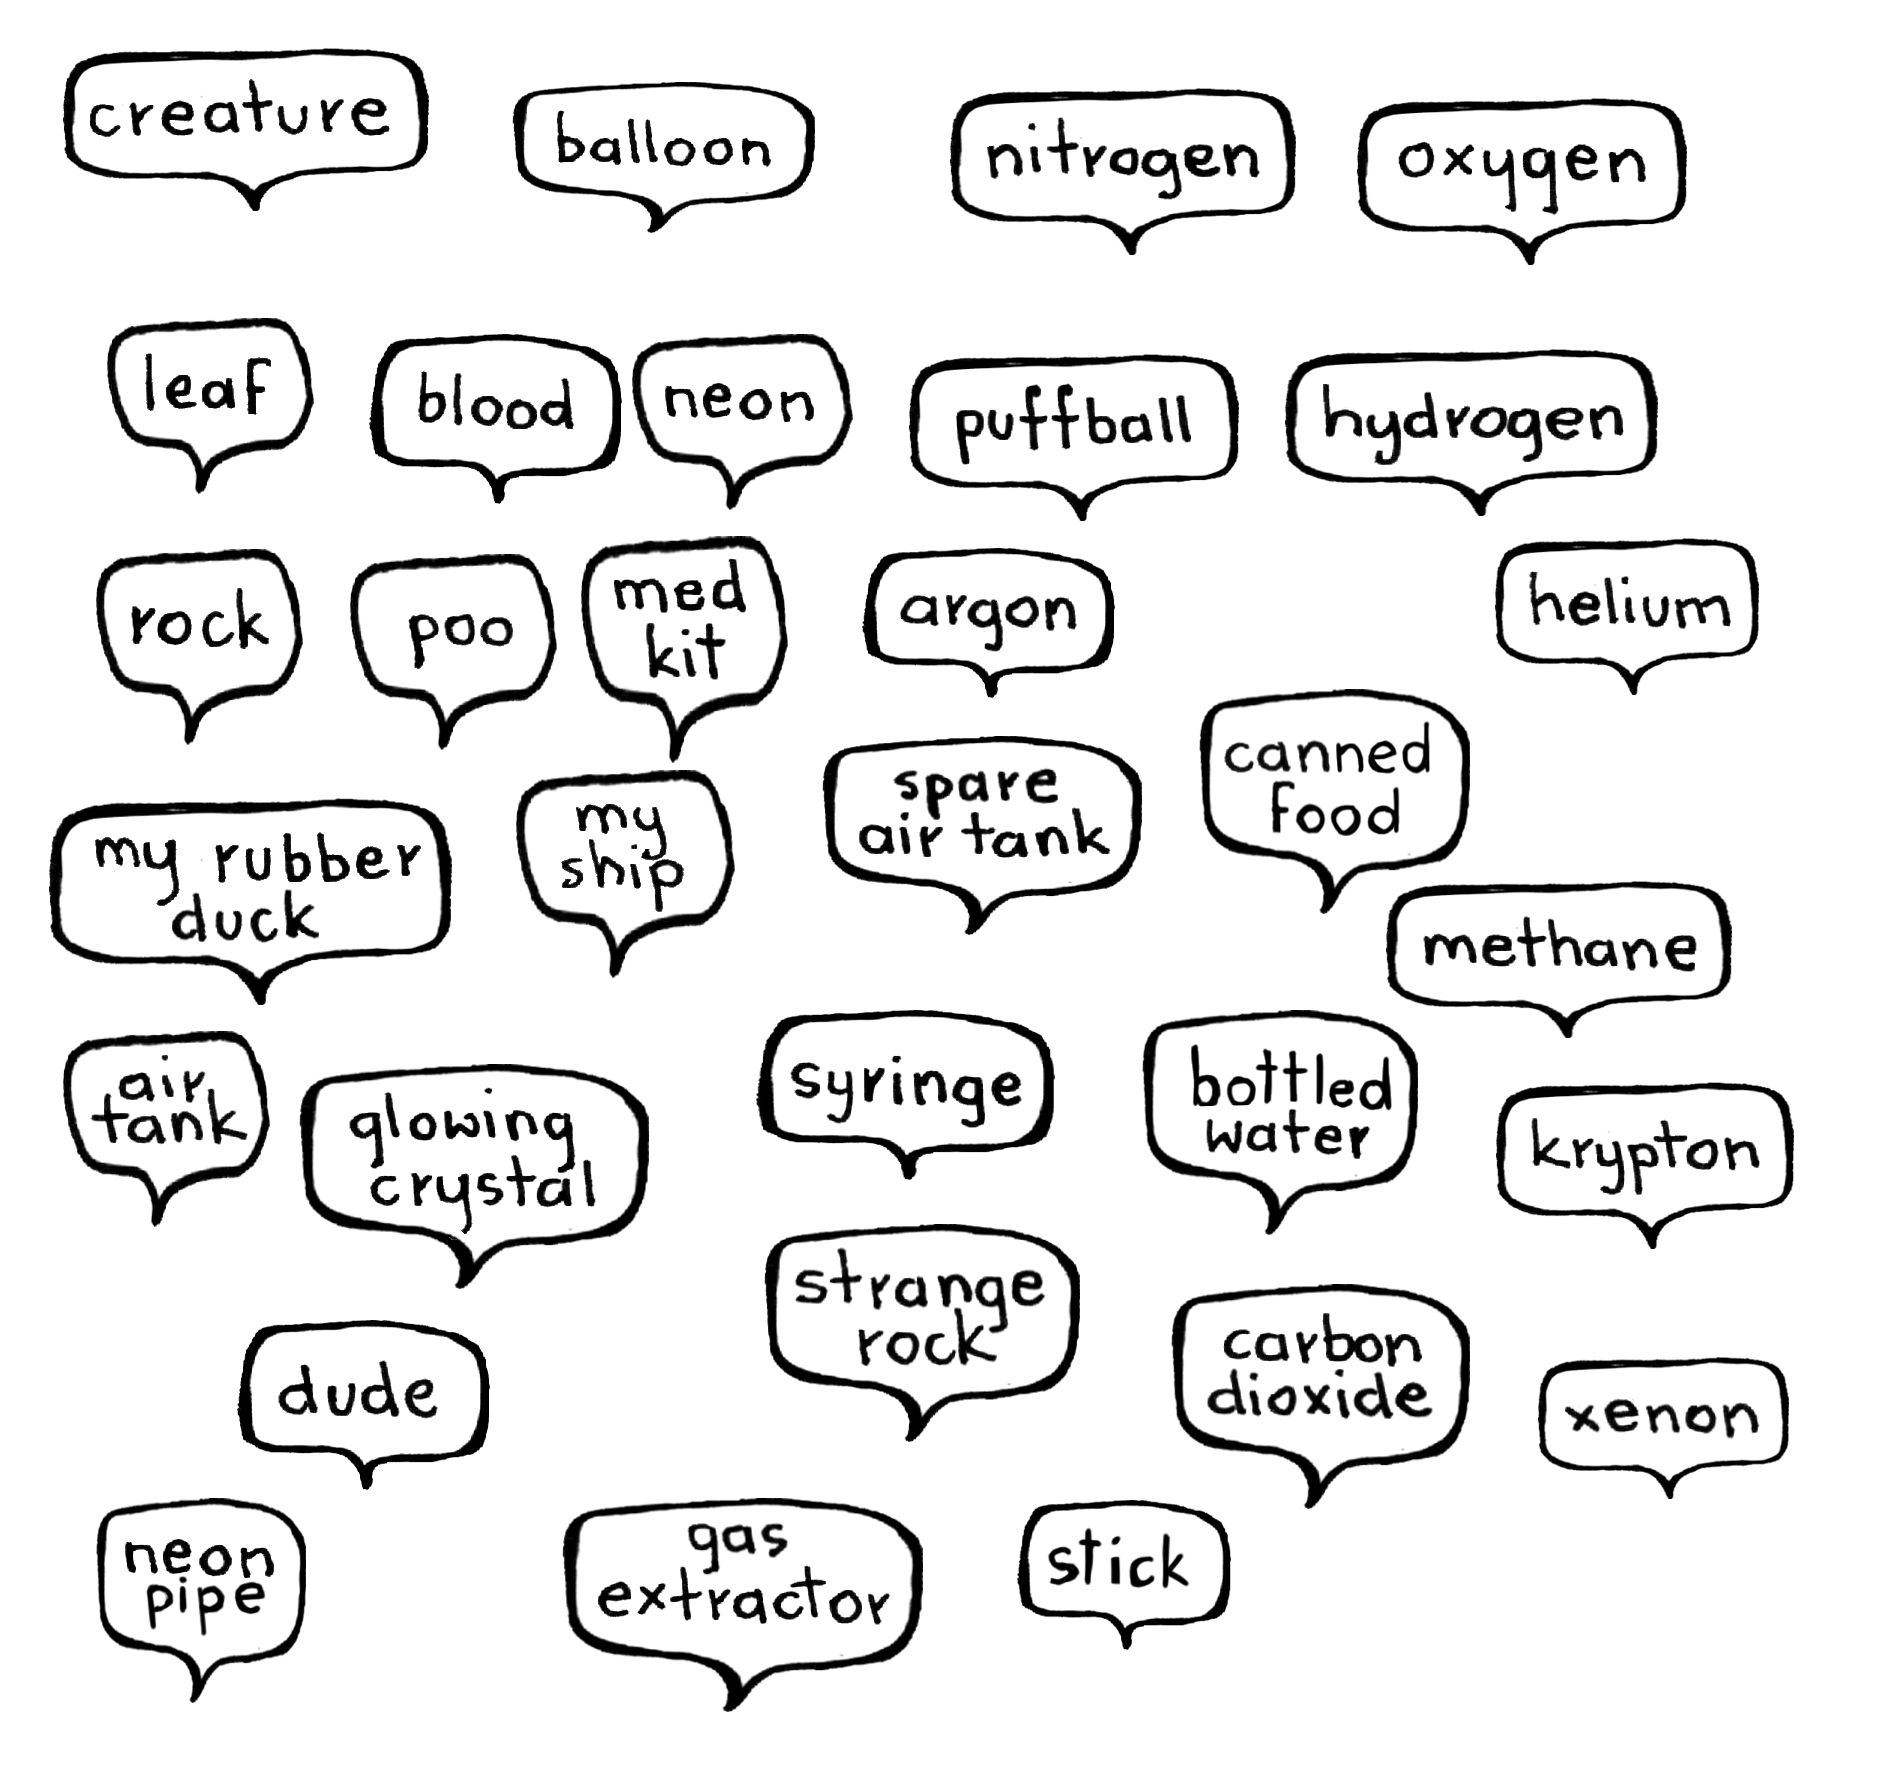 creature
balloon
nitrogen
oxygen
leaf
blood
neon
puffball
hydrogen
rock
poo
med
kit
argon
helium
my rubber
duck
my
ship
spare
air tank
canned
food
methane
air
tank
glowing
crystal
syringe
bottled
water
krypton
dude
strange
rock
carbon
dioxide
xenon
neon
pipe
gas
extractor
stick